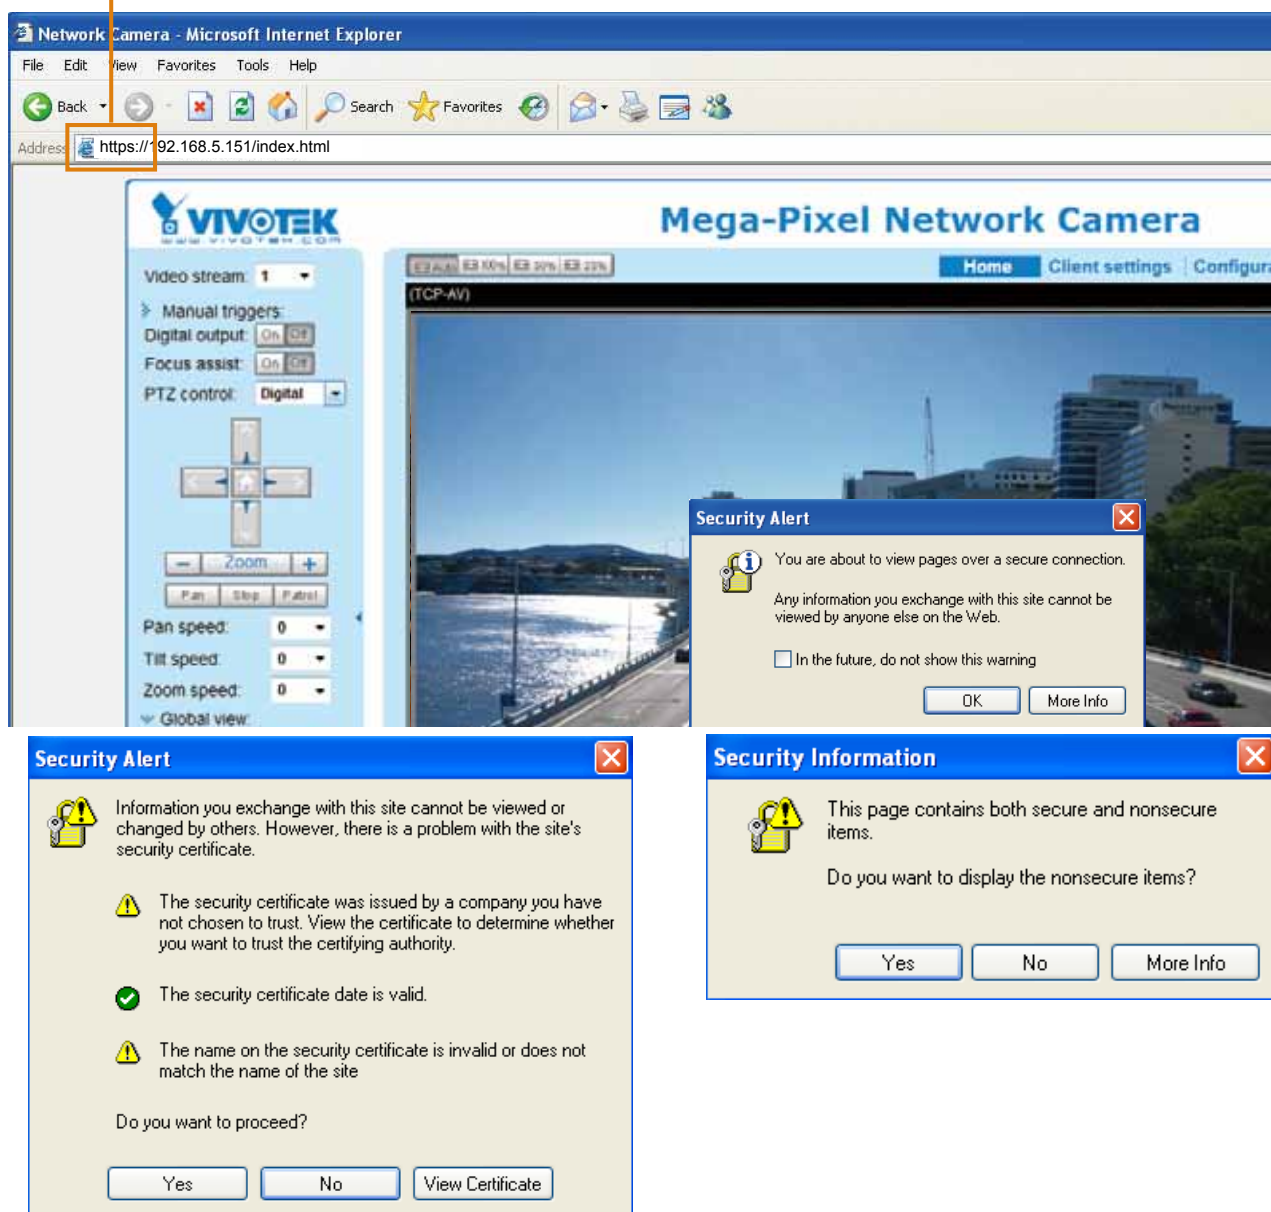 Network Camera - Microsoft Internet Explorer
File Edit View Favorites Tools Help
Back Search Favorites
Address https://192.168.5.151/index.html
VIVOTEK
www.vivotek.com
Mega-Pixel Network Camera
Video stream: 1
Auto 100% 50% 25%
Home Client settings Configura
(TCP-AV)
Manual triggers:
Digital output: On Off
Focus assist: On Off
PTZ control: Digital
Zoom
Pan Stop Patrol
Pan speed: 0
Tilt speed: 0
Zoom speed: 0
Global view:
Security Alert
You are about to view pages over a secure connection.
Any information you exchange with this site cannot be
viewed by anyone else on the Web.
In the future, do not show this warning
OK More Info
Security Alert
Information you exchange with this site cannot be viewed or
changed by others. However, there is a problem with the site's
security certificate.
The security certificate was issued by a company you have
not chosen to trust. View the certificate to determine whether
you want to trust the certifying authority.
The security certificate date is valid.
The name on the security certificate is invalid or does not
match the name of the site
Do you want to proceed?
Yes No View Certificate
Security Information
This page contains both secure and nonsecure
items.
Do you want to display the nonsecure items?
Yes No More Info